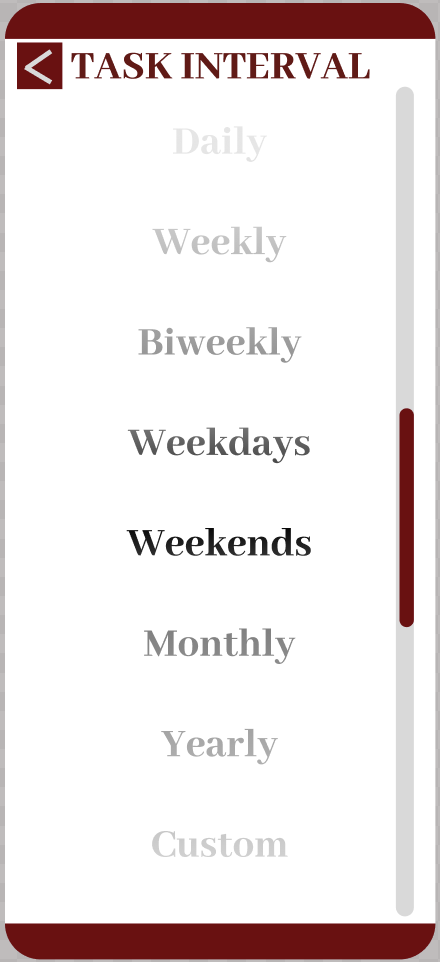 TASK INTERVAL
Daily
Weekly
Biweekly
Weekdays
Weekends
Monthly
Yearly
Custom